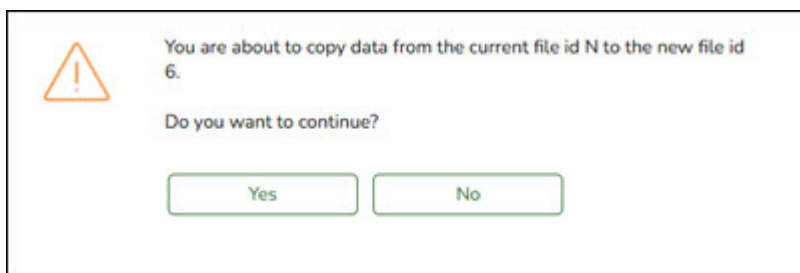 You are about to copy data from the current file id N to the new file id
6.
Do you want to continue?
Yes
No